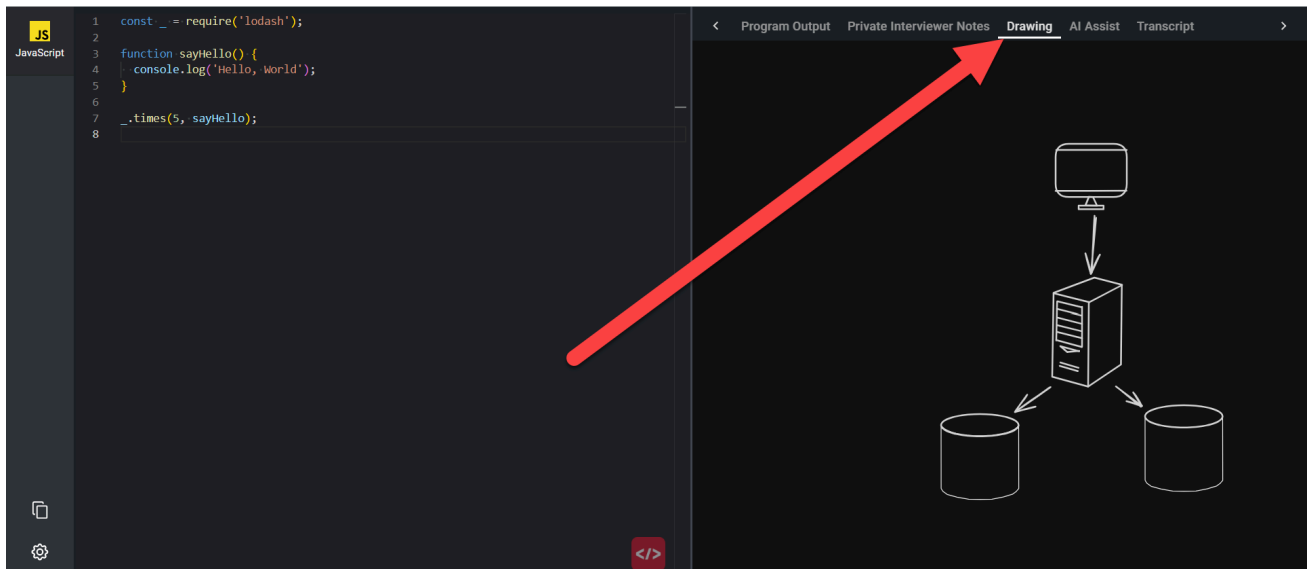 JS
JavaScript
1 const _ = require('lodash');
2
3 function sayHello() {
4 console.log('Hello, World');
5 }
6
7 _.times(5, sayHello);
8
</>
< Program Output Private Interviewer Notes Drawing AI Assist Transcript >